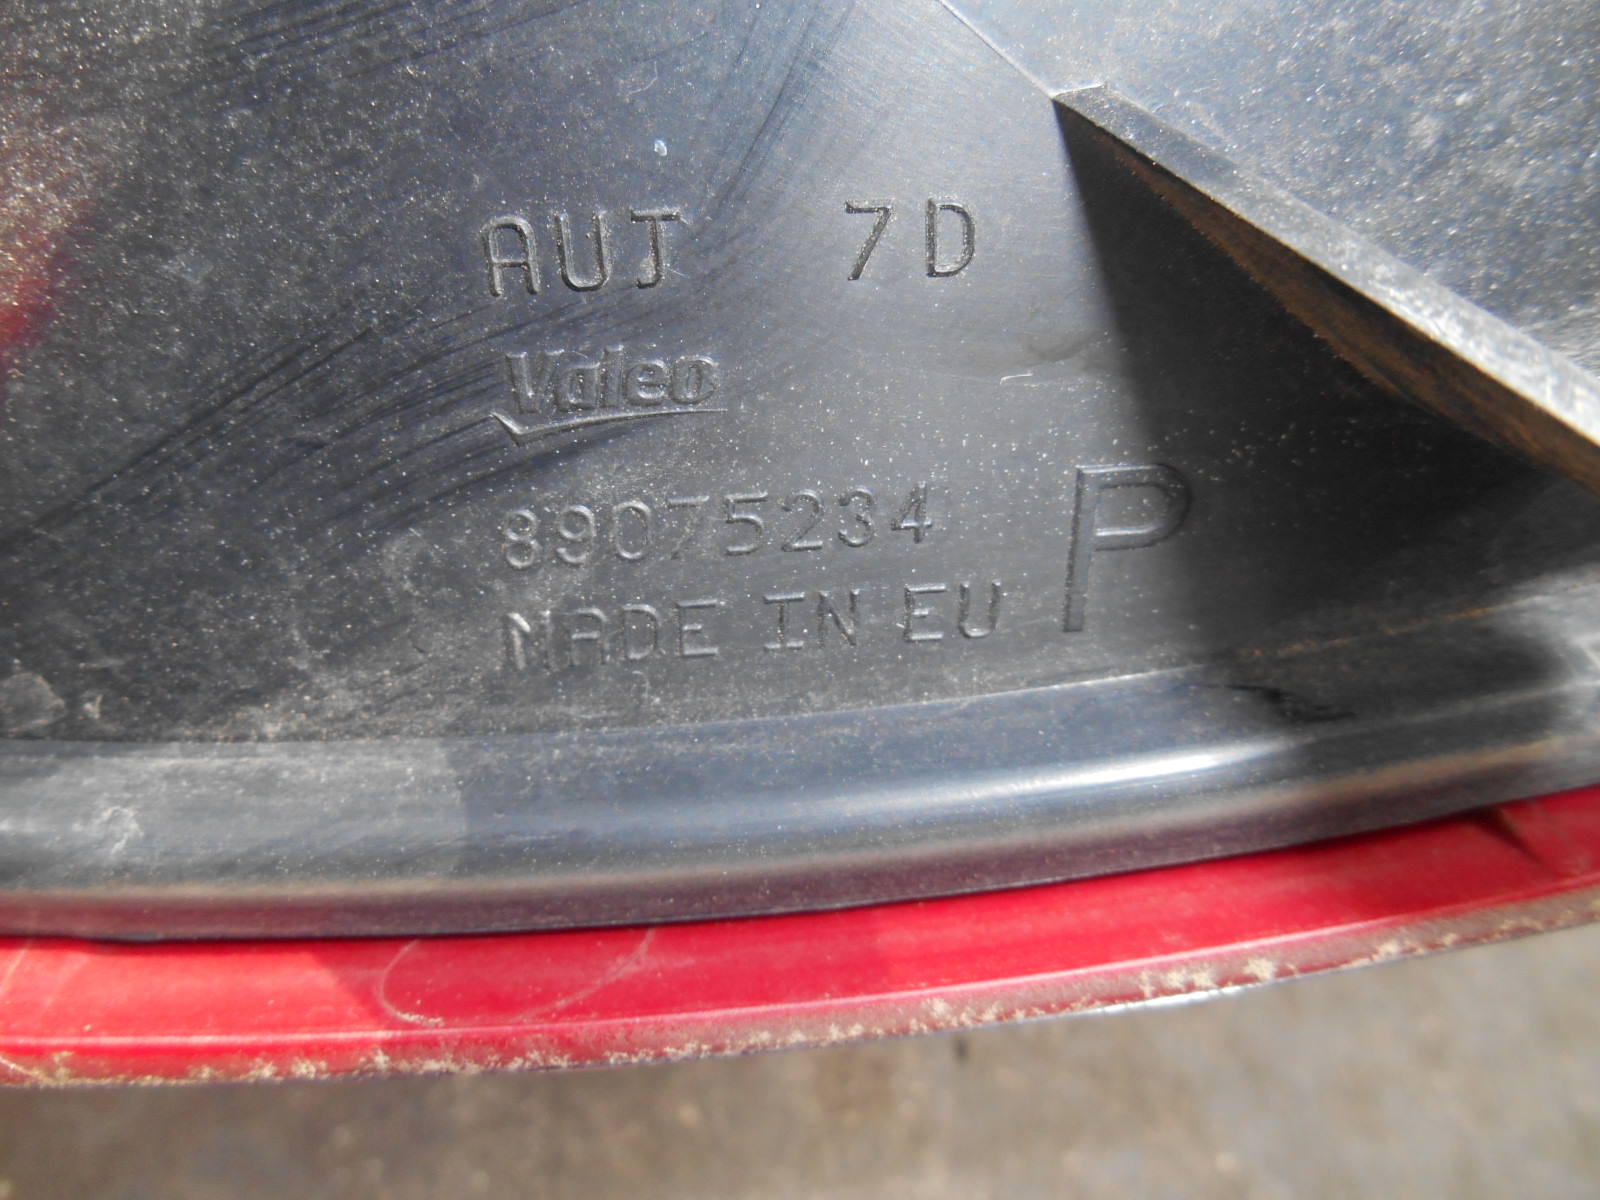 AUT 7D
Valeo
89075234
MADE IN EU
P